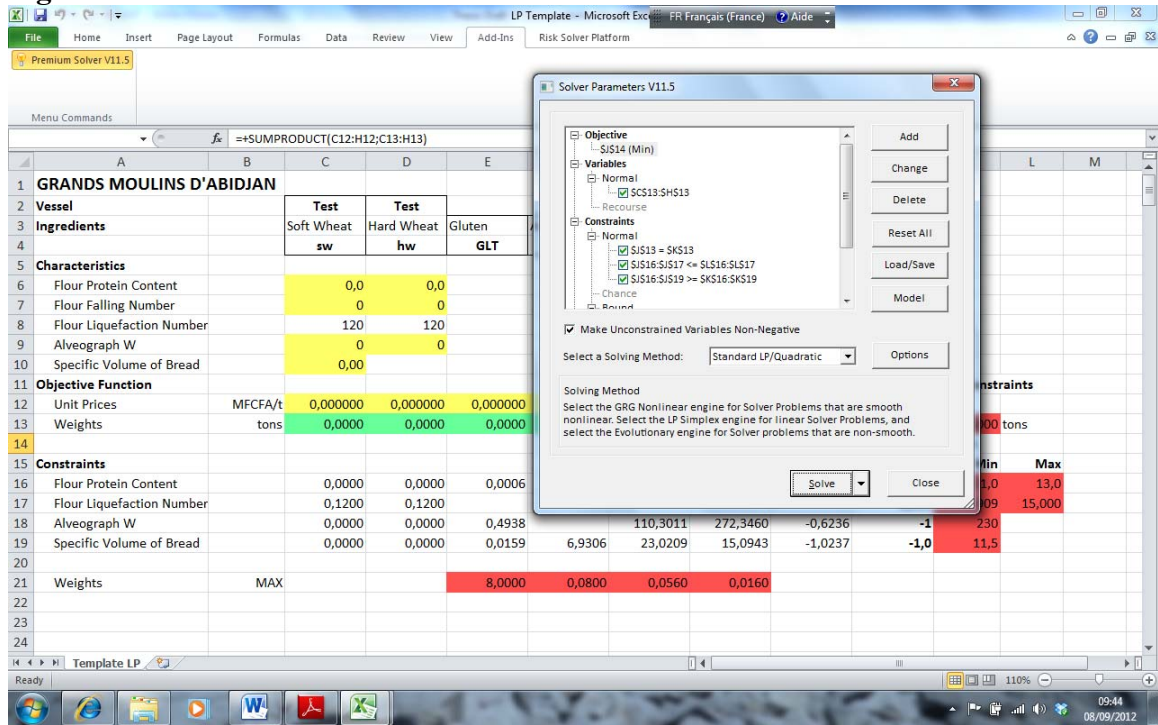 LP Template - Microsoft Exc
FR Français (France) Aide
File Home Insert Page Layout Formulas Data Review View Add-Ins Risk Solver Platform
Premium Solver V11.5
Menu Commands
fx =+SUMPRODUCT(C12:H12;C13:H13)
A B C D E L M
1 GRANDS MOULINS D'ABIDJAN
2 Vessel Test Test
3 Ingredients Soft Wheat Hard Wheat Gluten
4 sw hw GLT
5 Characteristics
6 Flour Protein Content 0,0 0,0
7 Flour Falling Number 0 0
8 Flour Liquefaction Number 120 120
9 Alveograph W 0 0
10 Specific Volume of Bread 0,00
11 Objective Function
12 Unit Prices MFCFA/t 0,000000 0,000000 0,000000
13 Weights tons 0,0000 0,0000 0,0000 tons
14
15 Constraints Max
16 Flour Protein Content 0,0000 0,0000 0,0006 13,0
17 Flour Liquefaction Number 0,1200 0,1200 15,000
18 Alveograph W 0,0000 0,0000 0,4938 110,3011 272,3460 -0,6236 -1 230
19 Specific Volume of Bread 0,0000 0,0000 0,0159 6,9306 23,0209 15,0943 -1,0237 -1,0 11,5
20
21 Weights MAX 8,0000 0,0800 0,0560 0,0160
22
23
24
Solver Parameters V11.5
Objective
$J$14 (Min)
Variables
Normal
$C$13:$H$13
Recourse
Constraints
Normal
$J$13 = $K$13
$J$16:$J$17 <= $L$16:$L$17
$J$16:$J$19 >= $K$16:$K$19
Chance
Bound
Add
Change
Delete
Reset All
Load/Save
Model
Make Unconstrained Variables Non-Negative
Select a Solving Method: Standard LP/Quadratic Options
Solving Method
Select the GRG Nonlinear engine for Solver Problems that are smooth
nonlinear. Select the LP Simplex engine for linear Solver Problems, and
select the Evolutionary engine for Solver problems that are non-smooth.
Solve Close
Template LP
Ready 110%
09:44
08/09/2012